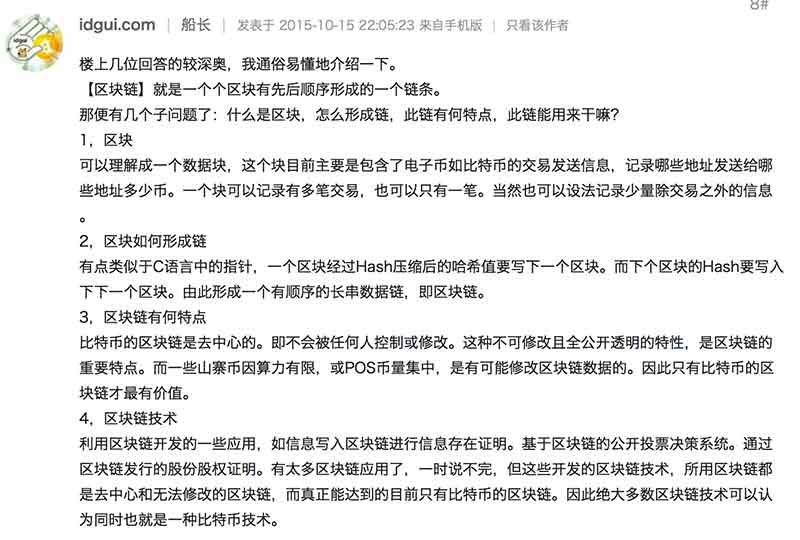 8#
idgui.com | 船长 | 发表于 2015-10-15 22:05:23 来自手机版 | 只看该作者
楼上几位回答的较深奥，我通俗易懂地介绍一下。
【区块链】就是一个个区块有先后顺序形成的一个链条。
那便有几个子问题了：什么是区块，怎么形成链，此链有何特点，此链能用来干嘛？
1，区块
可以理解成一个数据块，这个块目前主要是包含了电子币如比特币的交易发送信息，记录哪些地址发送给哪
些地址多少币。一个块可以记录有多笔交易，也可以只有一笔。当然也可以设法记录少量除交易之外的信息
。
2，区块如何形成链
有点类似于C语言中的指针，一个区块经过Hash压缩后的哈希值要写下一个区块。而下个区块的Hash要写入
下下一个区块。由此形成一个有顺序的长串数据链，即区块链。
3，区块链有何特点
比特币的区块链是去中心的。即不会被任何人控制或修改。这种不可修改且全公开透明的特性，是区块链的
重要特点。而一些山寨币因算力有限，或POS币量集中，是有可能修改区块链数据的。因此只有比特币的区
块链才最有价值。
4，区块链技术
利用区块链开发的一些应用，如信息写入区块链进行信息存在证明。基于区块链的公开投票决策系统。通过
区块链发行的股份股权证明。有太多区块链应用了，一时说不完，但这些开发的区块链技术，所用区块链都
是去中心和无法修改的区块链，而真正能达到的目前只有比特币的区块链。因此绝大多数区块链技术可以认
为同时也就是一种比特币技术。